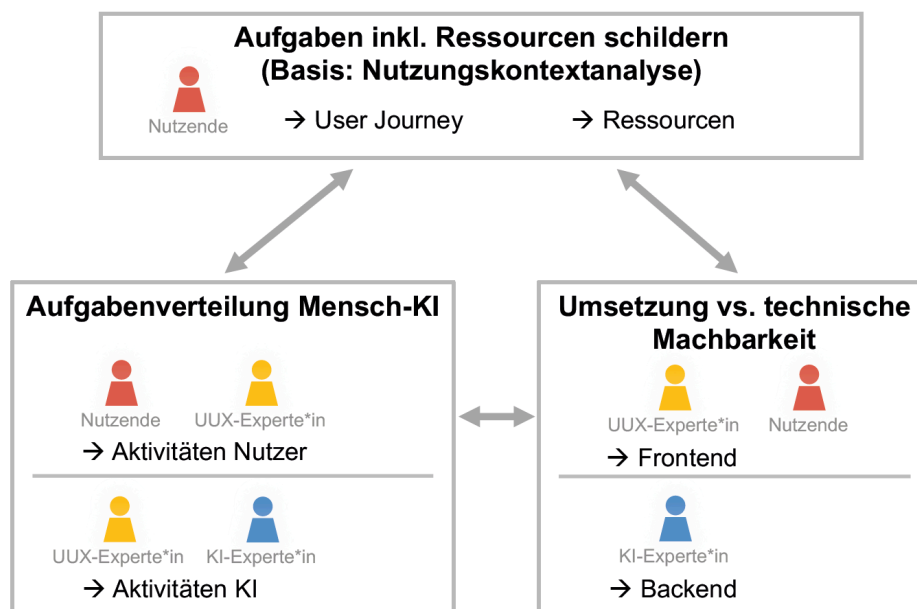 Aufgaben inkl. Ressourcen schildern
(Basis: Nutzungskontextanalyse)
Nutzende
→ User Journey
→ Ressourcen
Aufgabenverteilung Mensch-KI
Nutzende
UUX-Experte*in
→ Aktivitäten Nutzer
UUX-Experte*in
KI-Experte*in
→ Aktivitäten KI
Umsetzung vs. technische
Machbarkeit
UUX-Experte*in
Nutzende
→ Frontend
KI-Experte*in
→ Backend